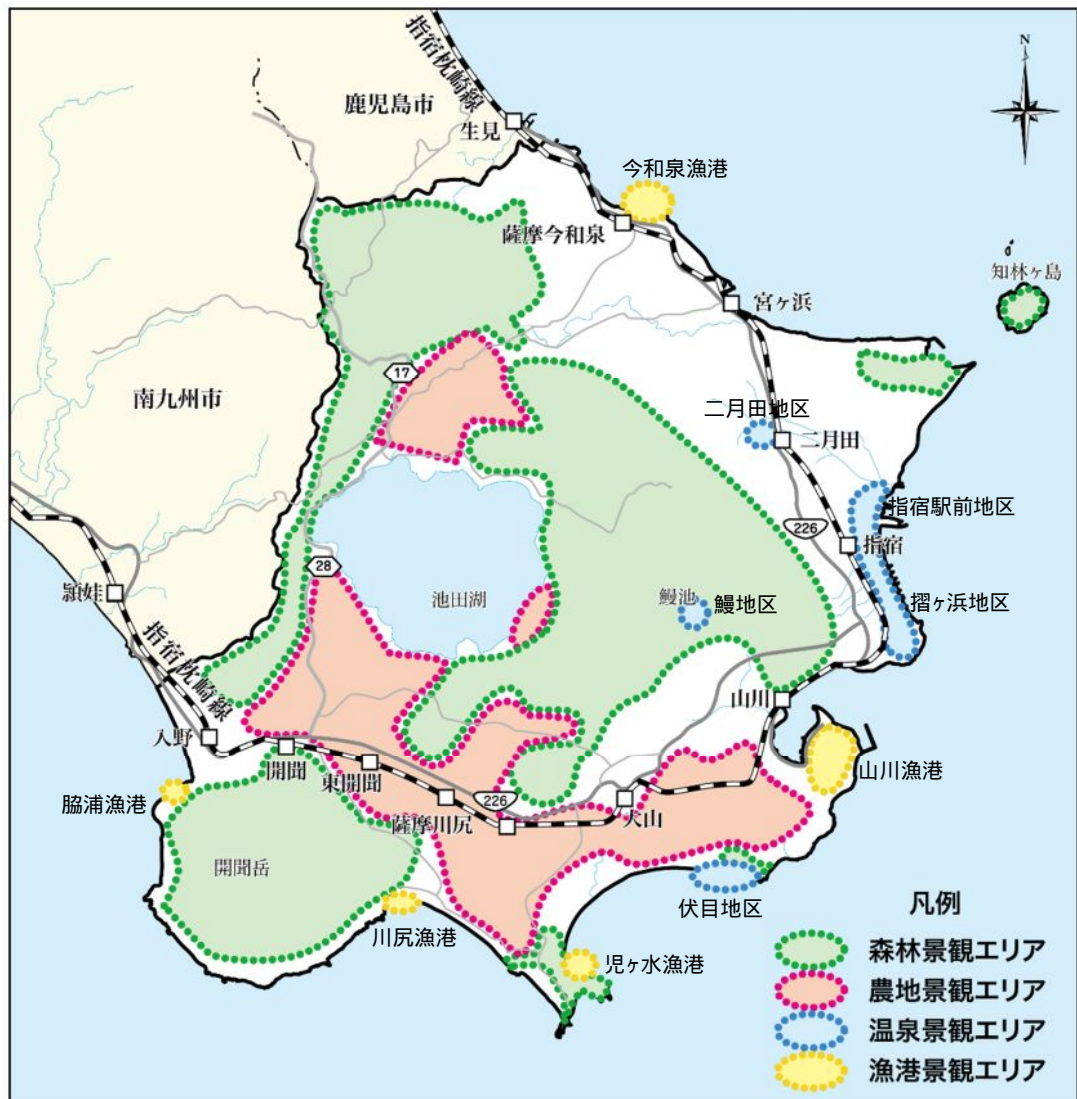 指宿枕崎線
N
鹿児島市
生見
今和泉漁港
薩摩今和泉
知林ヶ島
宮ヶ浜
17
南九州市
二月田地区
二月田
指宿駅前地区
226
指宿
28
頴娃
池田湖
鰻池
鰻地区
摺ヶ浜地区
指宿枕崎線
山川
入野
開聞
東開聞
山川漁港
脇浦漁港
226
大山
薩摩川尻
開聞岳
伏目地区
川尻漁港
児ヶ水漁港
凡例
森林景観エリア
農地景観エリア
温泉景観エリア
漁港景観エリア